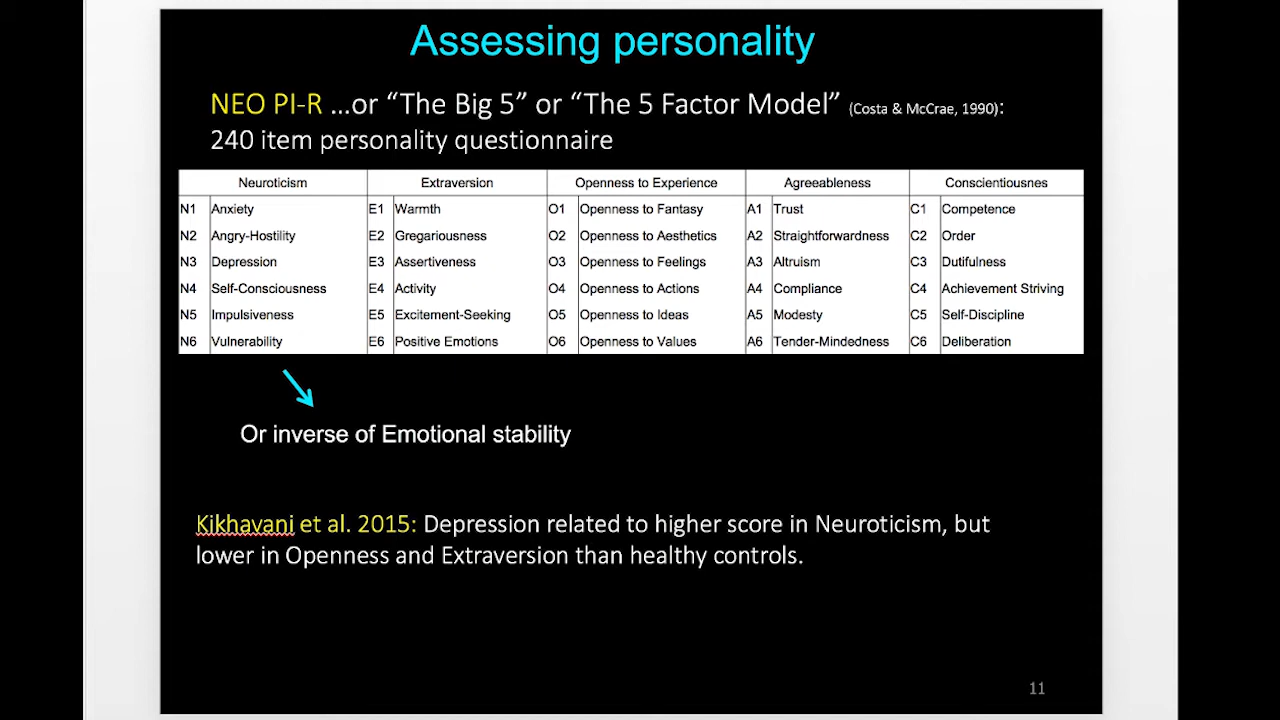 Assessing personality
NEO PI-R …or “The Big 5” or “The 5 Factor Model” (Costa & McCrae, 1990):
240 item personality questionnaire
Neuroticism Extraversion Openness to Experience Agreeableness Conscientiousnes
N1 Anxiety E1 Warmth O1 Openness to Fantasy A1 Trust C1 Competence
N2 Angry-Hostility E2 Gregariousness O2 Openness to Aesthetics A2 Straightforwardness C2 Order
N3 Depression E3 Assertiveness O3 Openness to Feelings A3 Altruism C3 Dutifulness
N4 Self-Consciousness E4 Activity O4 Openness to Actions A4 Compliance C4 Achievement Striving
N5 Impulsiveness E5 Excitement-Seeking O5 Openness to Ideas A5 Modesty C5 Self-Discipline
N6 Vulnerability E6 Positive Emotions O6 Openness to Values A6 Tender-Mindedness C6 Deliberation
Or inverse of Emotional stability
Kikhavani et al. 2015: Depression related to higher score in Neuroticism, but
lower in Openness and Extraversion than healthy controls.
11